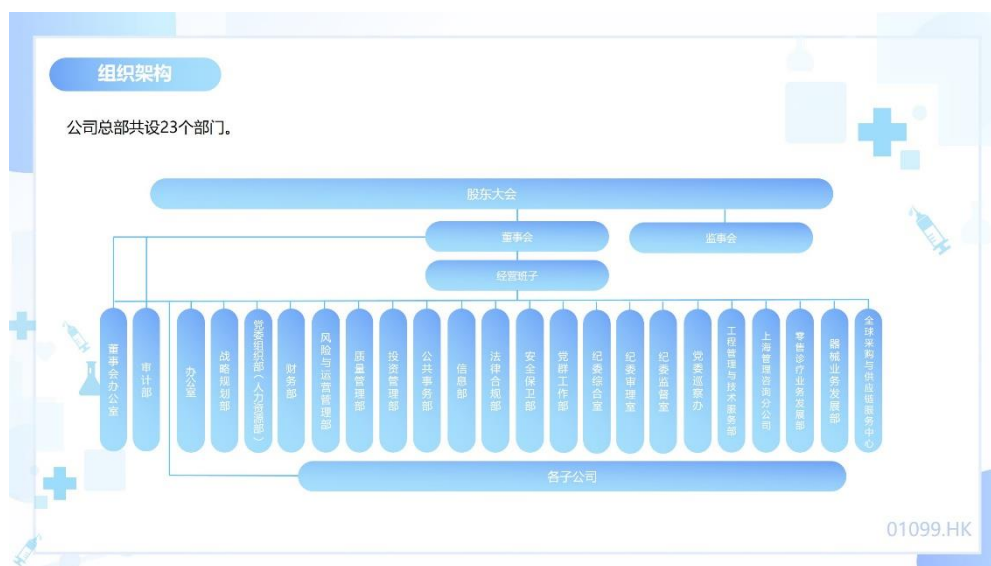 组织架构
公司总部共设23个部门。
股东大会
董事会
监事会
经营班子
董事会办公室
审计部
办公室
战略规划部
党委组织部（人力资源部）
财务部
风险与运营管理部
质量管理部
投资管理部
公共事务部
信息部
法律合规部
安全保卫部
党群工作部
纪委综合室
纪委审理室
纪委监督室
党委巡察办
工程管理与技术服务部
上海管理咨询分公司
零售诊疗业务发展部
器械业务发展部
全球采购与供应链服务中心
各子公司
01099.HK